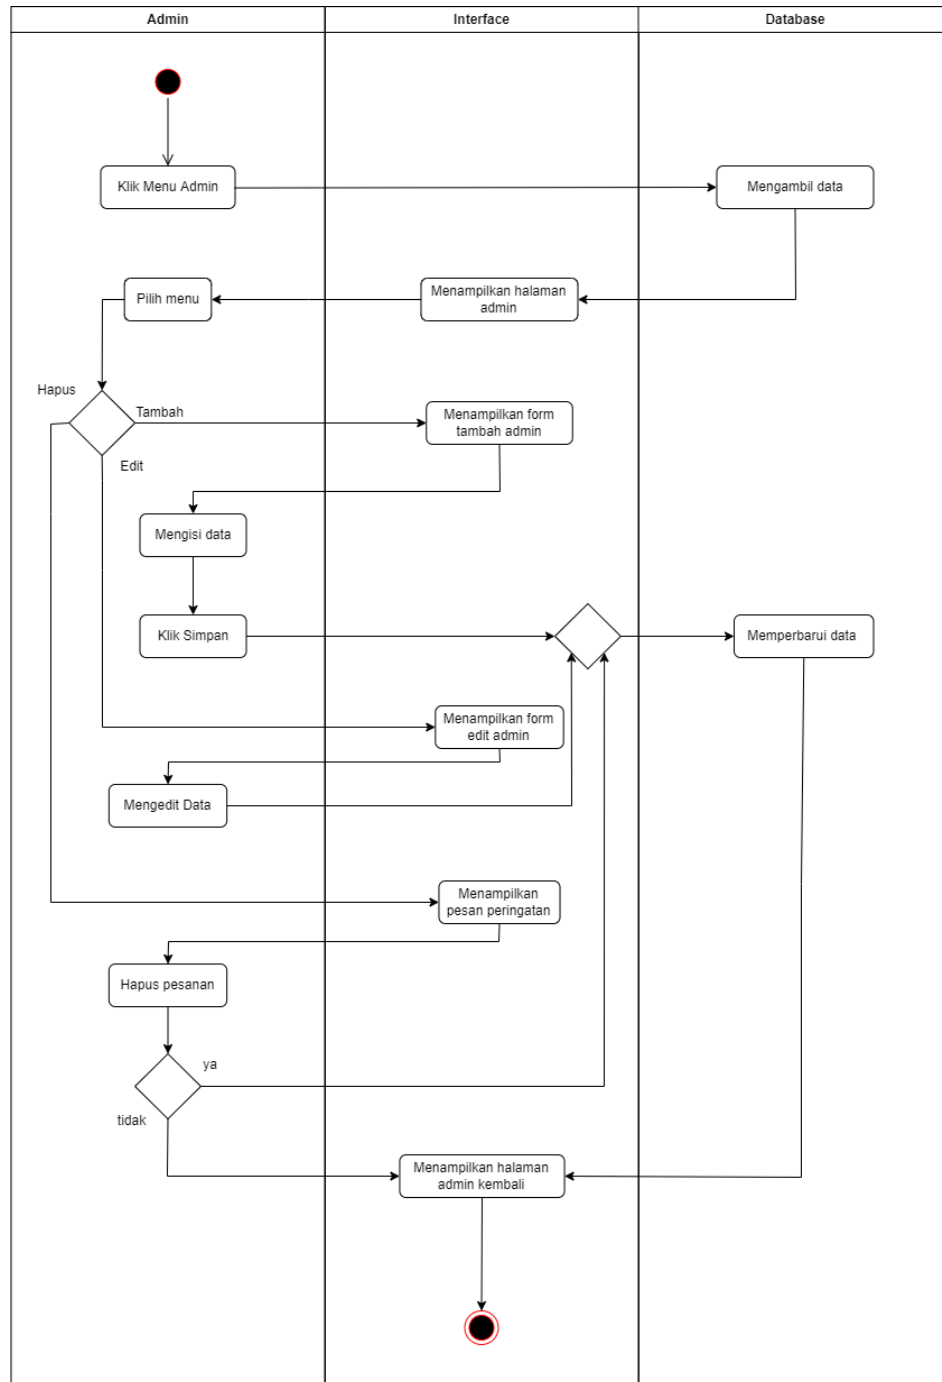 Admin
Interface
Database
Klik Menu Admin
Mengambil data
Pilih menu
Menampilkan halaman
admin
Hapus
Tambah
Menampilkan form
tambah admin
Edit
Mengisi data
Klik Simpan
Memperbarui data
Menampilkan form
edit admin
Mengedit Data
Menampilkan
pesan peringatan
Hapus pesanan
ya
tidak
Menampilkan halaman
admin kembali